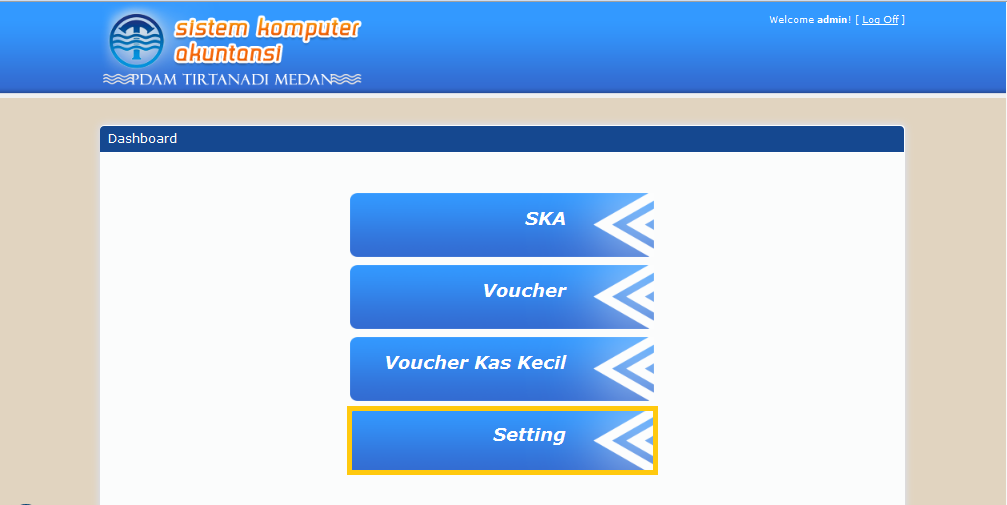 sistem komputer
akuntansi
PDAM TIRTANADI MEDAN
Welcome admin! [ Log Off ]
Dashboard
SKA
Voucher
Voucher Kas Kecil
Setting